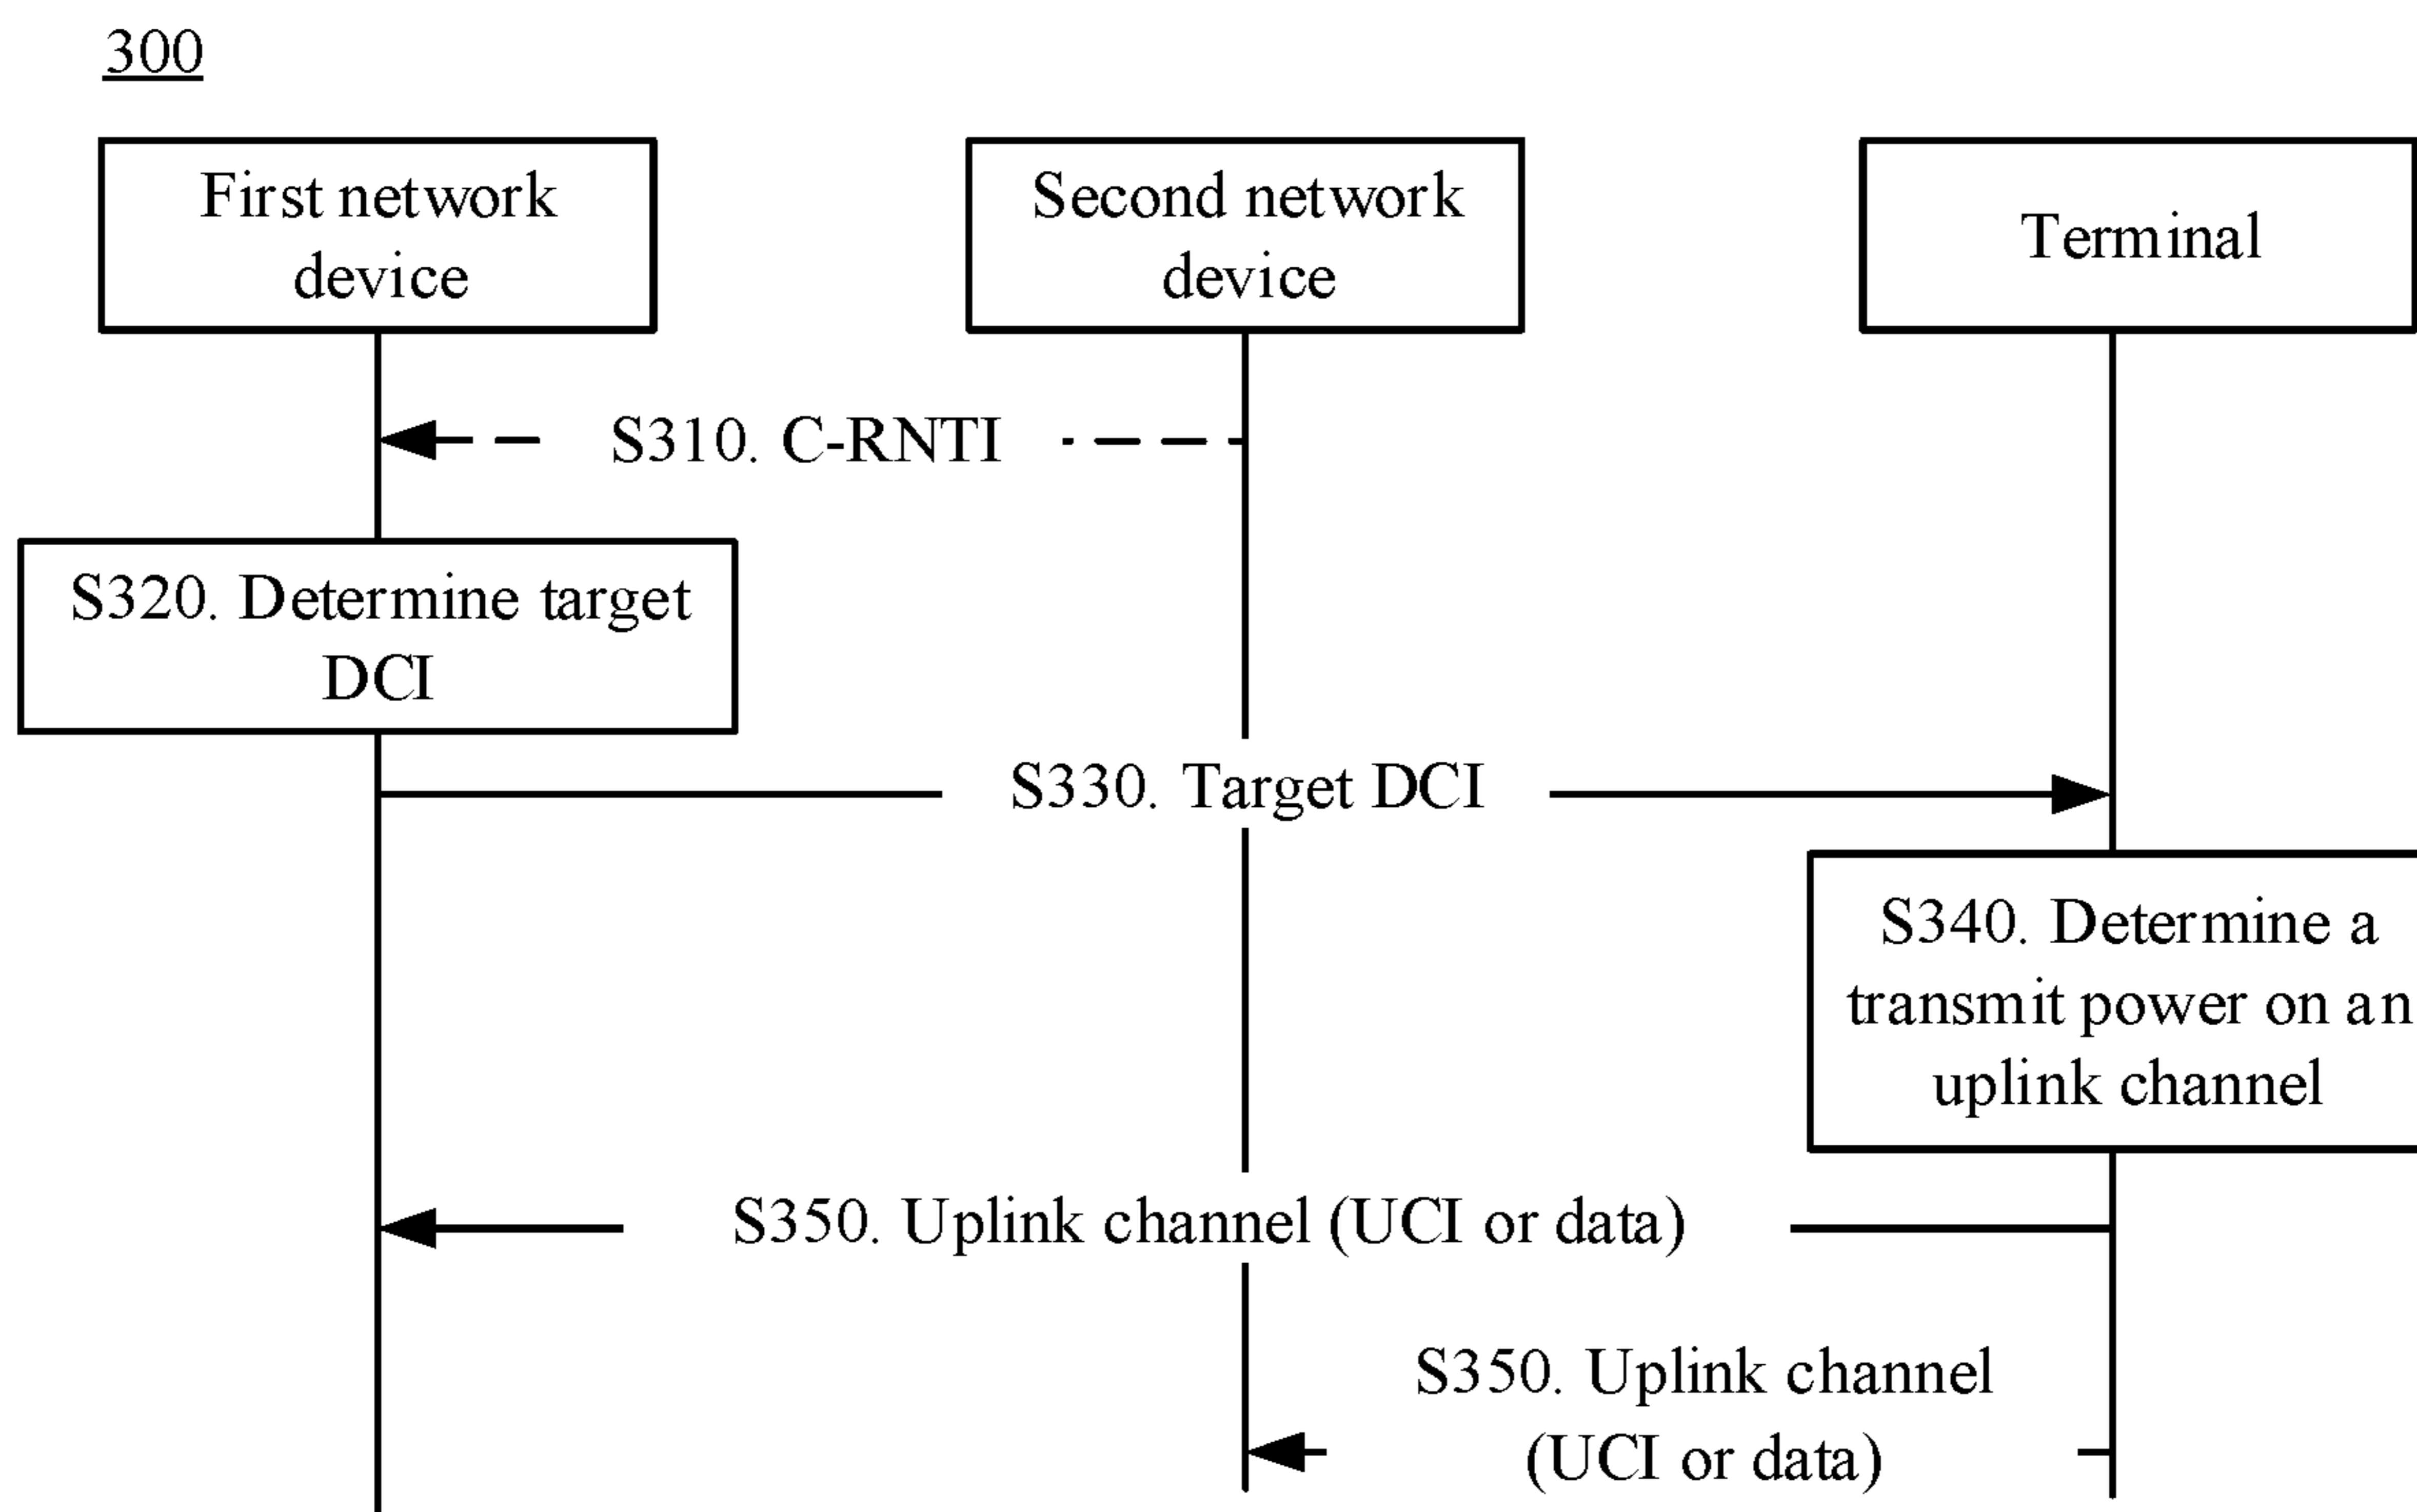 300
First network
device
Second network
device
Terminal
S310. C-RNTI
S320. Determine target
DCI
S330. Target DCI
S340. Determine a
transmit power on an
uplink channel
S350. Uplink channel (UCI or data)
S350. Uplink channel
(UCI or data)